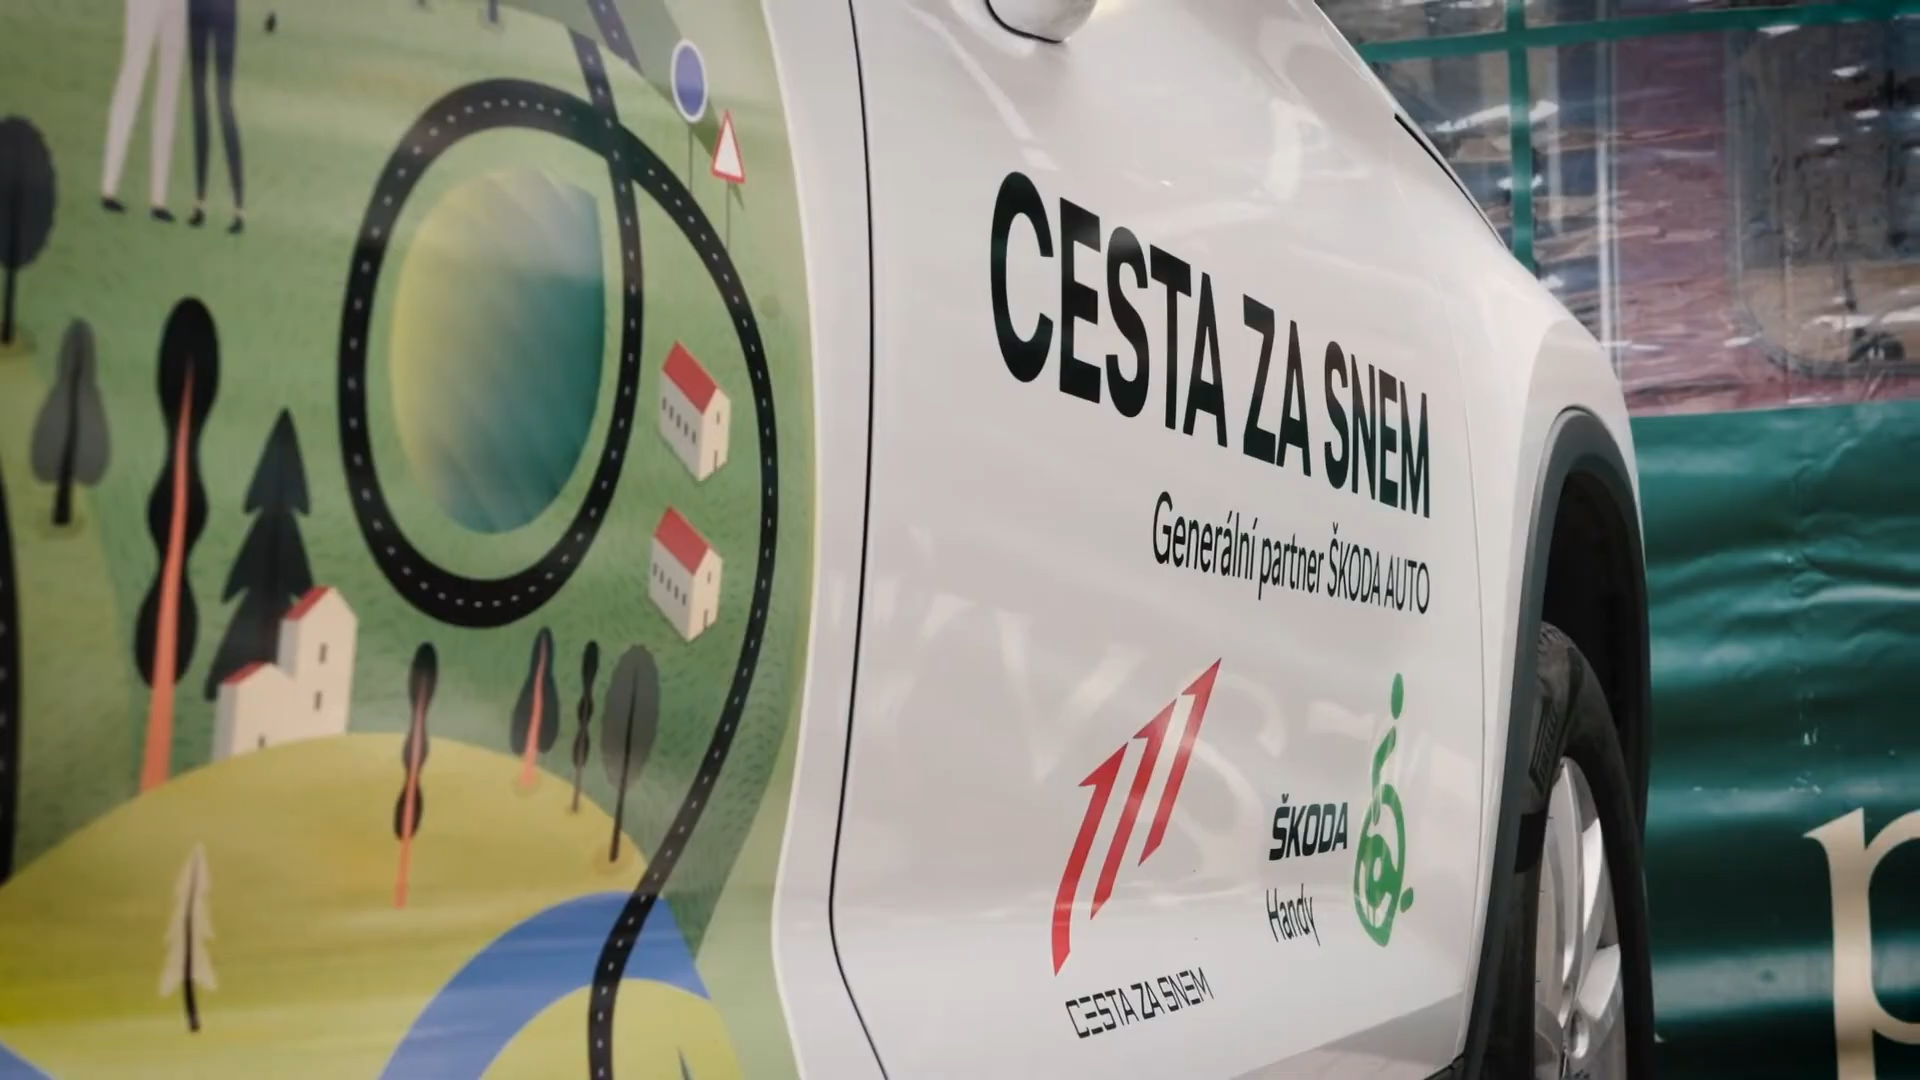 CESTA ZA SNEM
Generální partner ŠKODA AUTO
ŠKODA
Handy
CESTA ZA SNEM
p